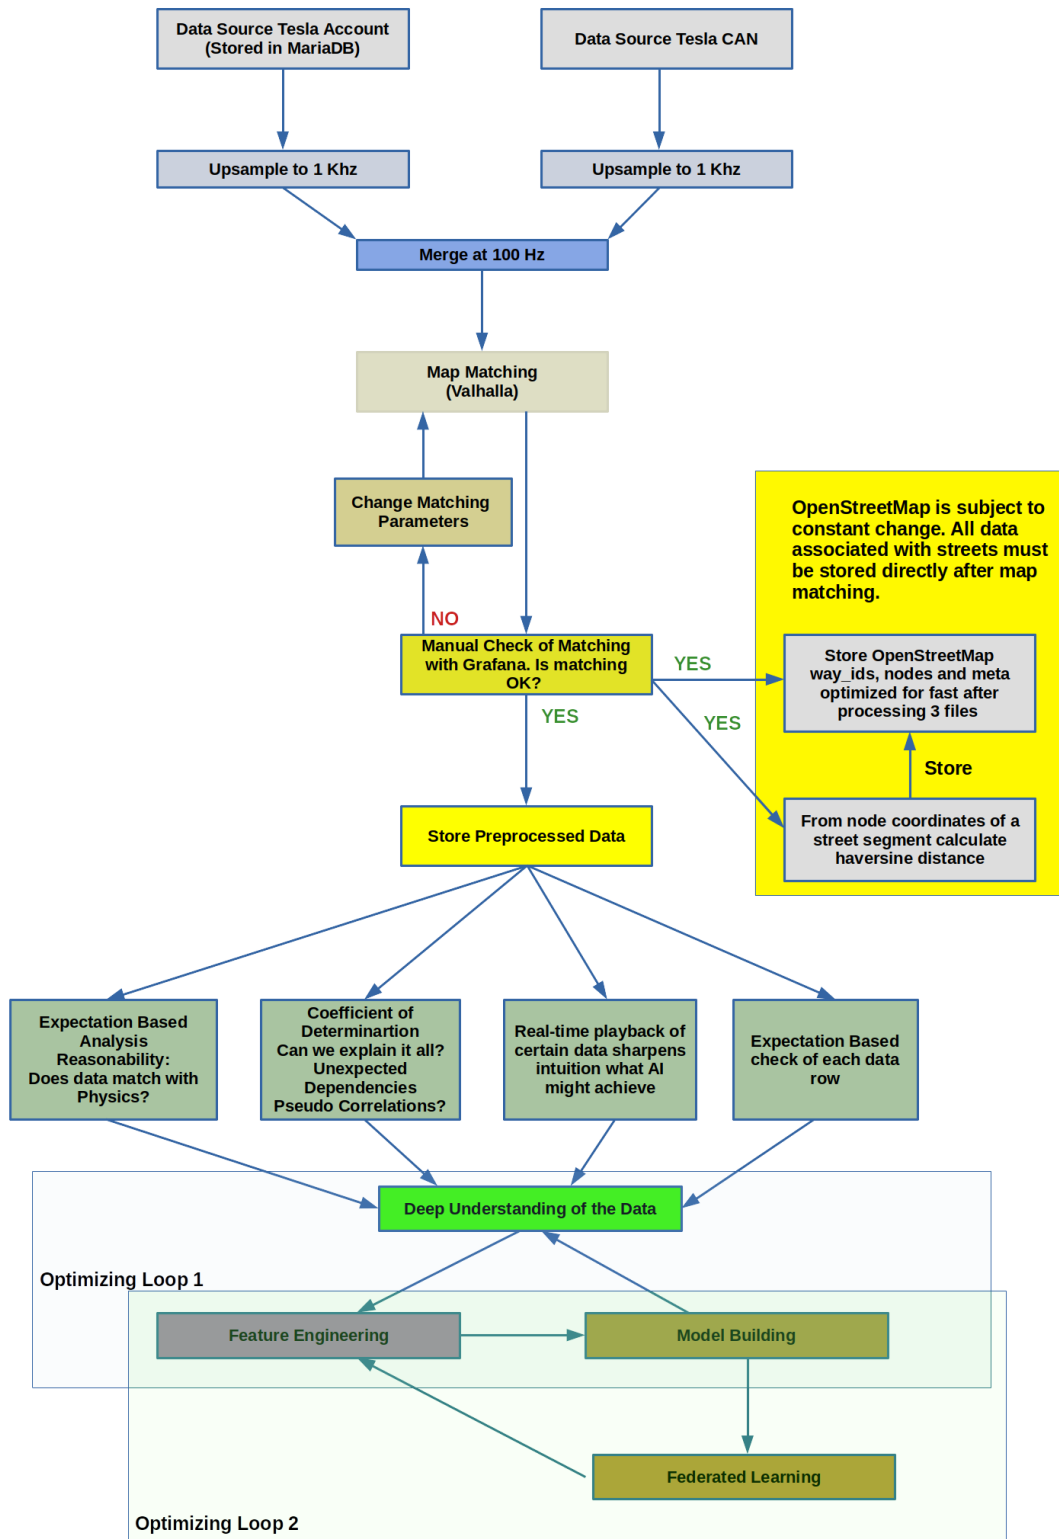 Data Source Tesla Account
(Stored in MariaDB)
Data Source Tesla CAN
Upsample to 1 Khz
Upsample to 1 Khz
Merge at 100 Hz
Map Matching
(Valhalla)
Change Matching
Parameters
OpenStreetMap is subject to
constant change. All data
associated with streets must
be stored directly after map
matching.
NO
Manual Check of Matching
with Grafana. Is matching
OK?
YES
YES
YES
Store OpenStreetMap
way_ids, nodes and meta
optimized for fast after
processing 3 files
Store
From node coordinates of a
street segment calculate
haversine distance
Store Preprocessed Data
Expectation Based
Analysis
Reasonability:
Does data match with
Physics?
Coefficient of
Determinartion
Can we explain it all?
Unexpected
Dependencies
Pseudo Correlations?
Real-time playback of
certain data sharpens
intuition what AI
might achieve
Expectation Based
check of each data
row
Deep Understanding of the Data
Optimizing Loop 1
Feature Engineering
Model Building
Federated Learning
Optimizing Loop 2